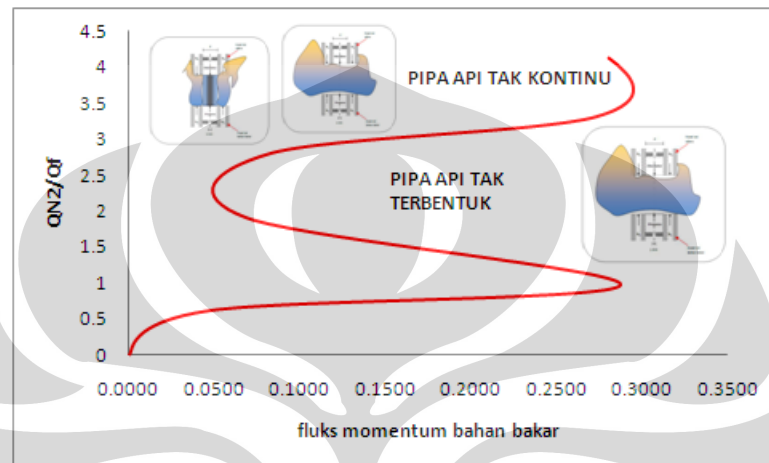 4.5
4
3.5
3
2.5
2
1.5
1
0.5
0
QN2/Qf
PIPA API TAK KONTINU
PIPA API TAK
TERBENTUK
0.0000 0.0500 0.1000 0.1500 0.2000 0.2500 0.3000 0.3500
fluks momentum bahan bakar